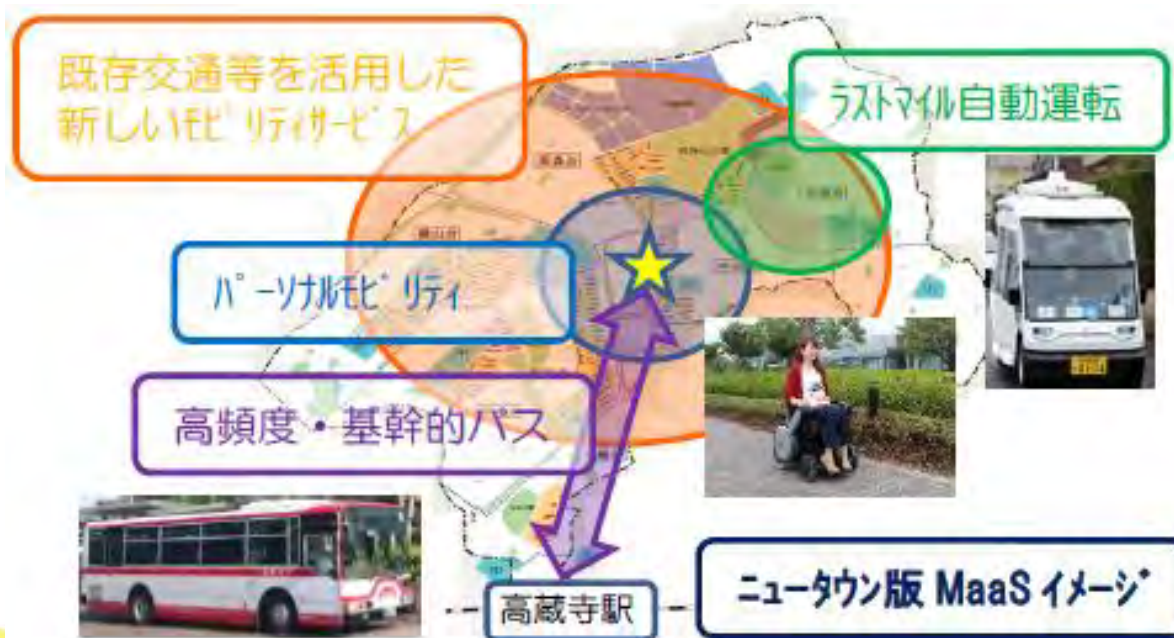 既存交通等を活用した
新しいﾓﾋﾞﾘﾃｨｻｰﾋﾞｽ
ﾗｽﾄﾏｲﾙ自動運転
ﾊﾟｰｿﾅﾙﾓﾋﾞﾘﾃｨ
高頻度・基幹的バス
高蔵寺駅
ニュータウン版 MaaS イメージ